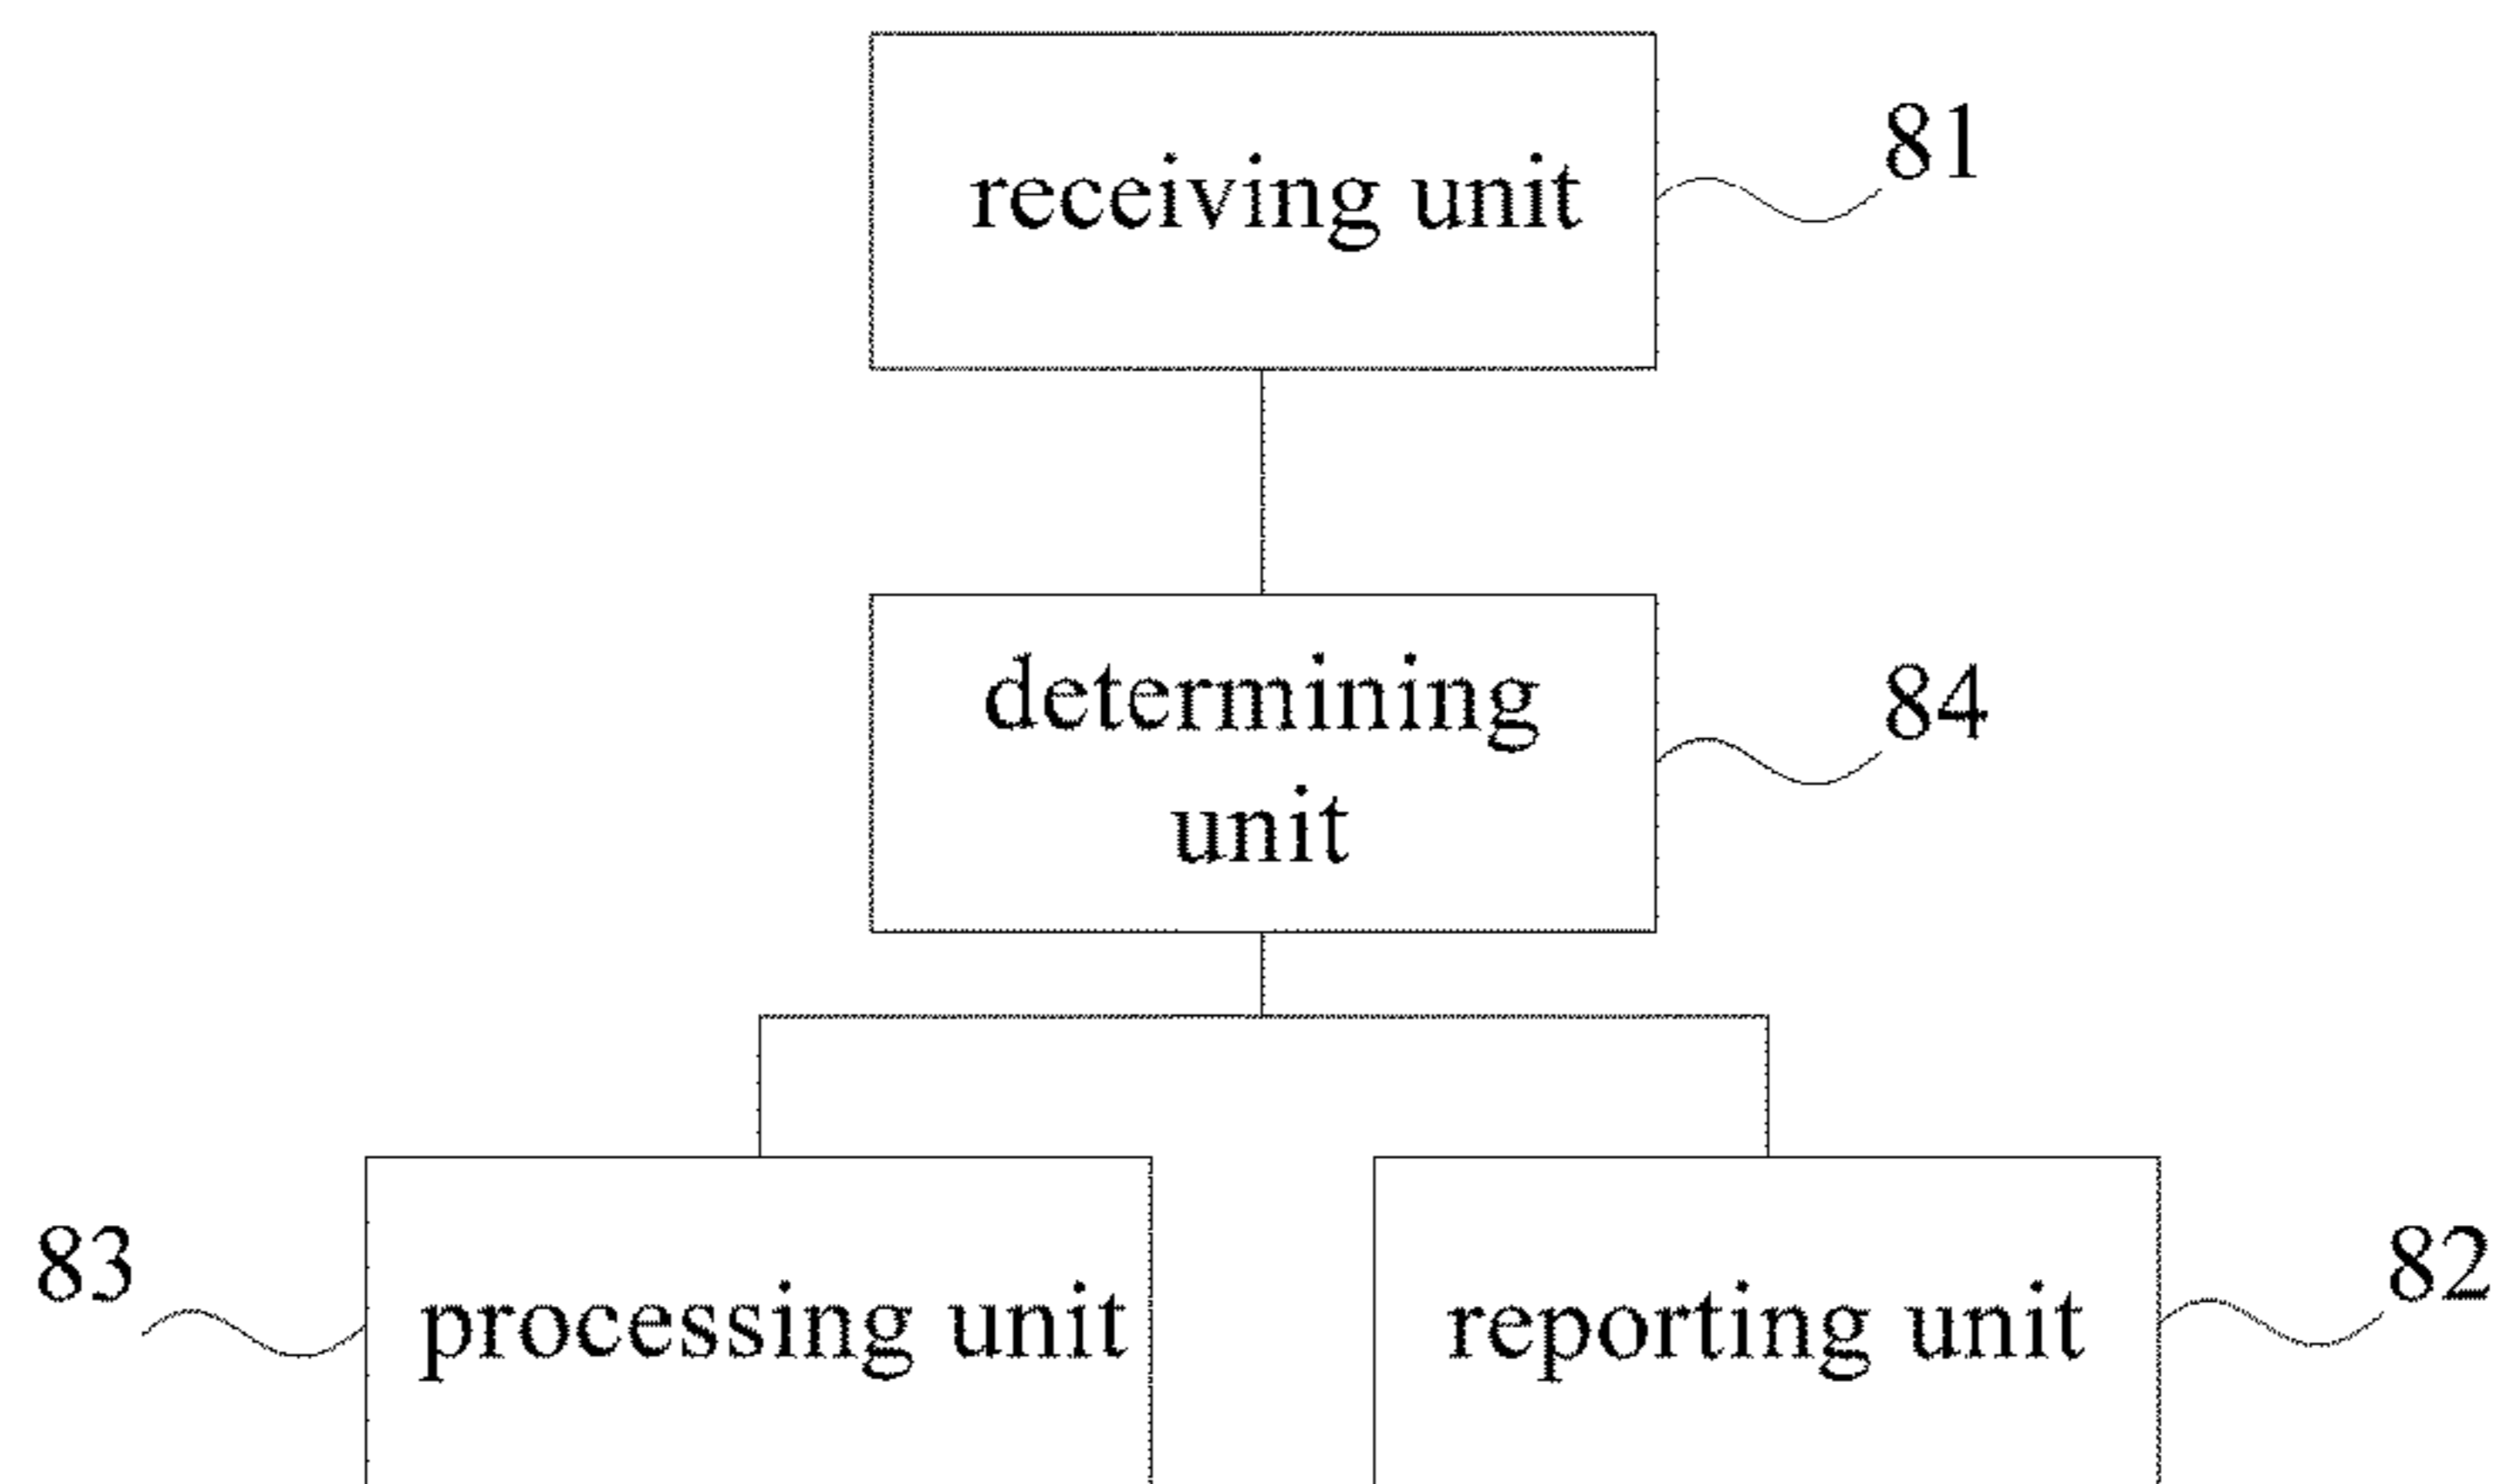 receiving unit
81
determining
unit
84
83
processing unit
reporting unit
82